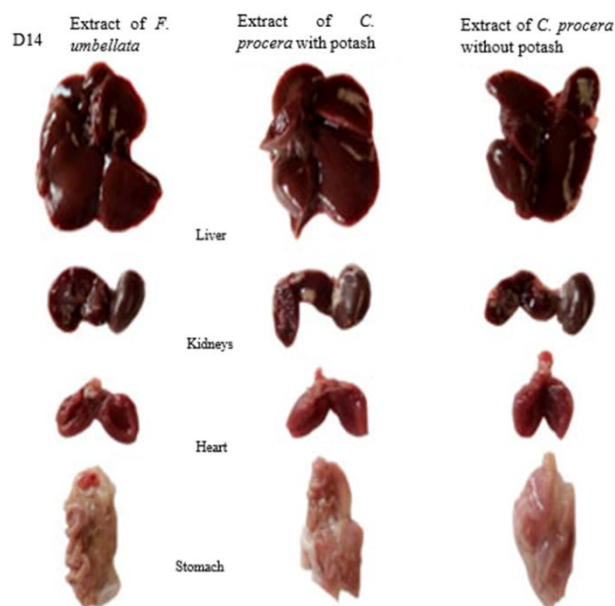 D14
Extract of F.
umbellata
Extract of C.
procera with potash
Extract of C. procera
without potash
Liver
Kidneys
Heart
Stomach